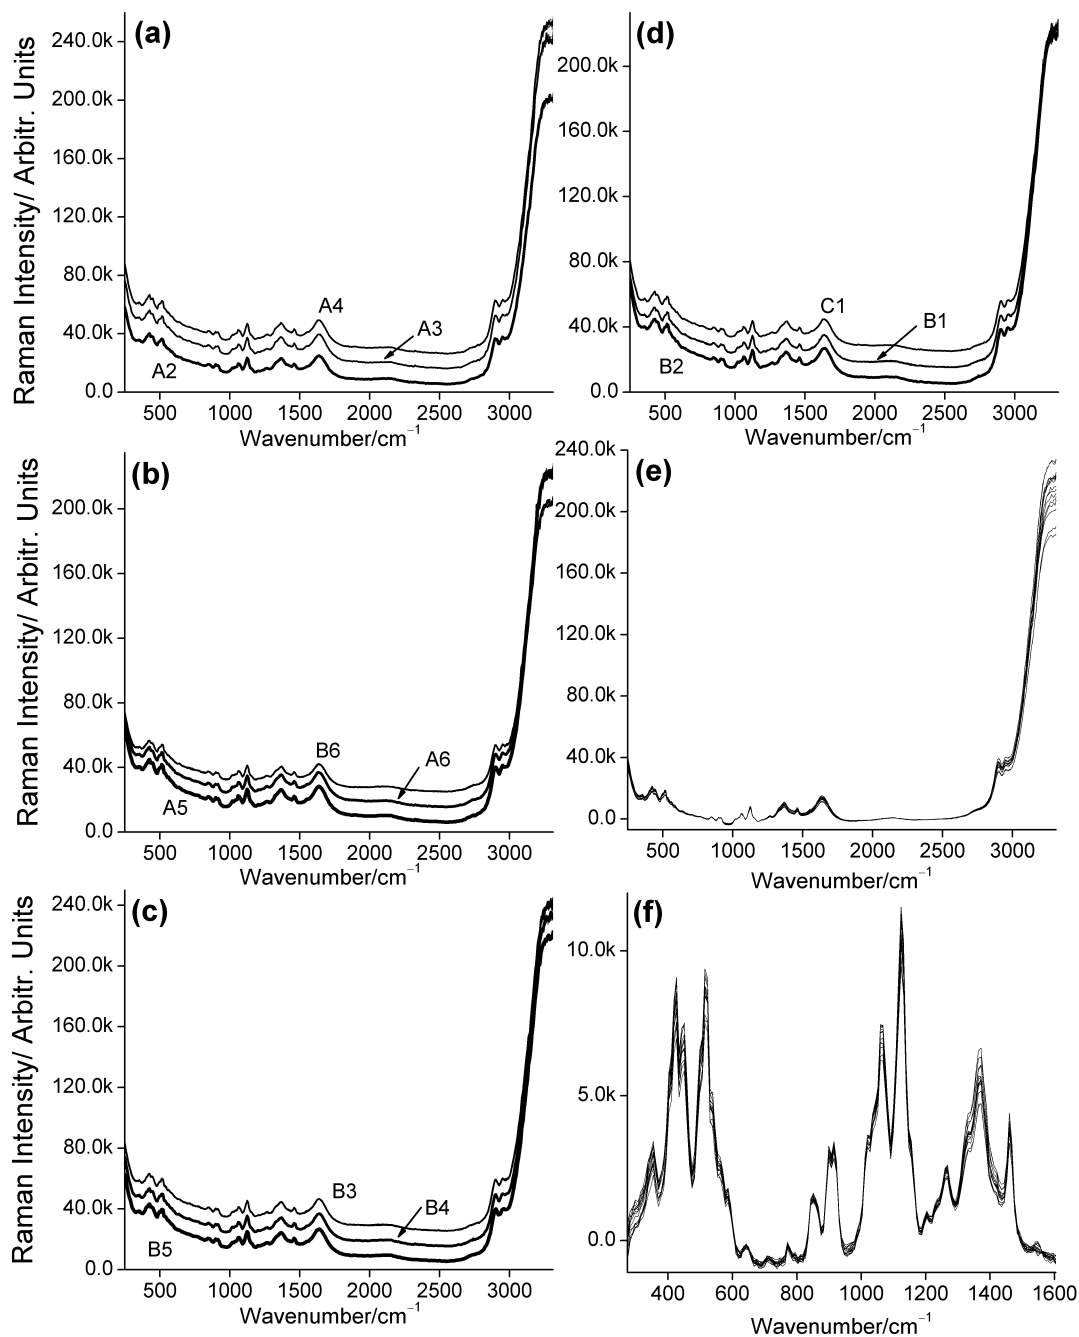 (a)
Raman Intensity/ Arbitr. Units
240.0k
200.0k
160.0k
120.0k
80.0k
40.0k
0.0
A4
A3
A2
500 1000 1500 2000 2500 3000
Wavenumber/cm⁻¹
(d)
200.0k
160.0k
120.0k
80.0k
40.0k
0.0
C1
B1
B2
500 1000 1500 2000 2500 3000
Wavenumber/cm⁻¹
(b)
Raman Intensity/ Arbitr. Units
200.0k
160.0k
120.0k
80.0k
40.0k
0.0
B6
A6
A5
500 1000 1500 2000 2500 3000
Wavenumber/cm⁻¹
(e)
240.0k
200.0k
160.0k
120.0k
80.0k
40.0k
0.0
500 1000 1500 2000 2500 3000
Wavenumber/cm⁻¹
(c)
Raman Intensity/ Arbitr. Units
240.0k
200.0k
160.0k
120.0k
80.0k
40.0k
0.0
B3
B4
B5
500 1000 1500 2000 2500 3000
Wavenumber/cm⁻¹
(f)
10.0k
5.0k
0.0
400 600 800 1000 1200 1400 1600
Wavenumber/cm⁻¹